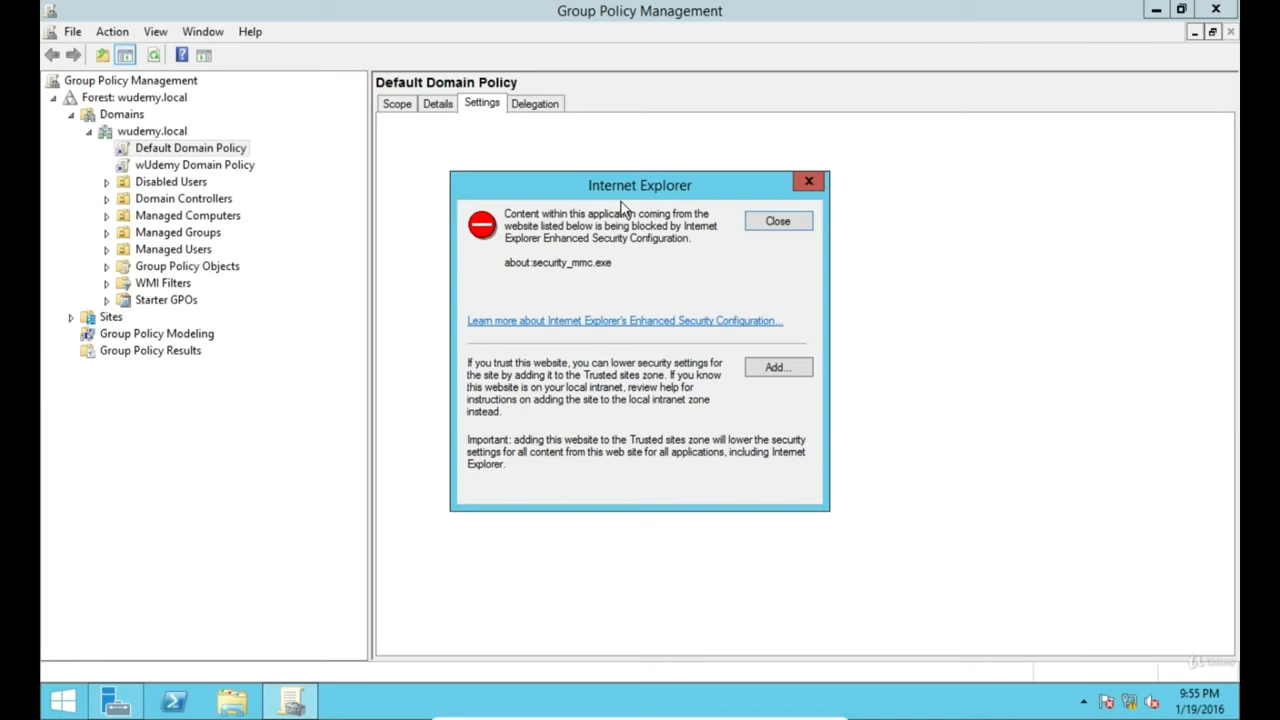 Group Policy Management
File Action View Window Help
Group Policy Management
Forest: wudemy.local
Domains
wudemy.local
Default Domain Policy
wUdemy Domain Policy
Disabled Users
Domain Controllers
Managed Computers
Managed Groups
Managed Users
Group Policy Objects
WMI Filters
Starter GPOs
Sites
Group Policy Modeling
Group Policy Results
Default Domain Policy
Scope Details Settings Delegation
Internet Explorer
Content within this application coming from the
website listed below is being blocked by Internet
Explorer Enhanced Security Configuration.
Close
about:security_mmc.exe
Learn more about Internet Explorer's Enhanced Security Configuration...
If you trust this website, you can lower security settings for
the site by adding it to the Trusted sites zone. If you know
this website is on your local intranet, review help for
instructions on adding the site to the local intranet zone
instead.
Add...
Important: adding this website to the Trusted sites zone will lower the security
settings for all content from this web site for all applications, including Internet
Explorer.
Udemy
9:55 PM
1/19/2016